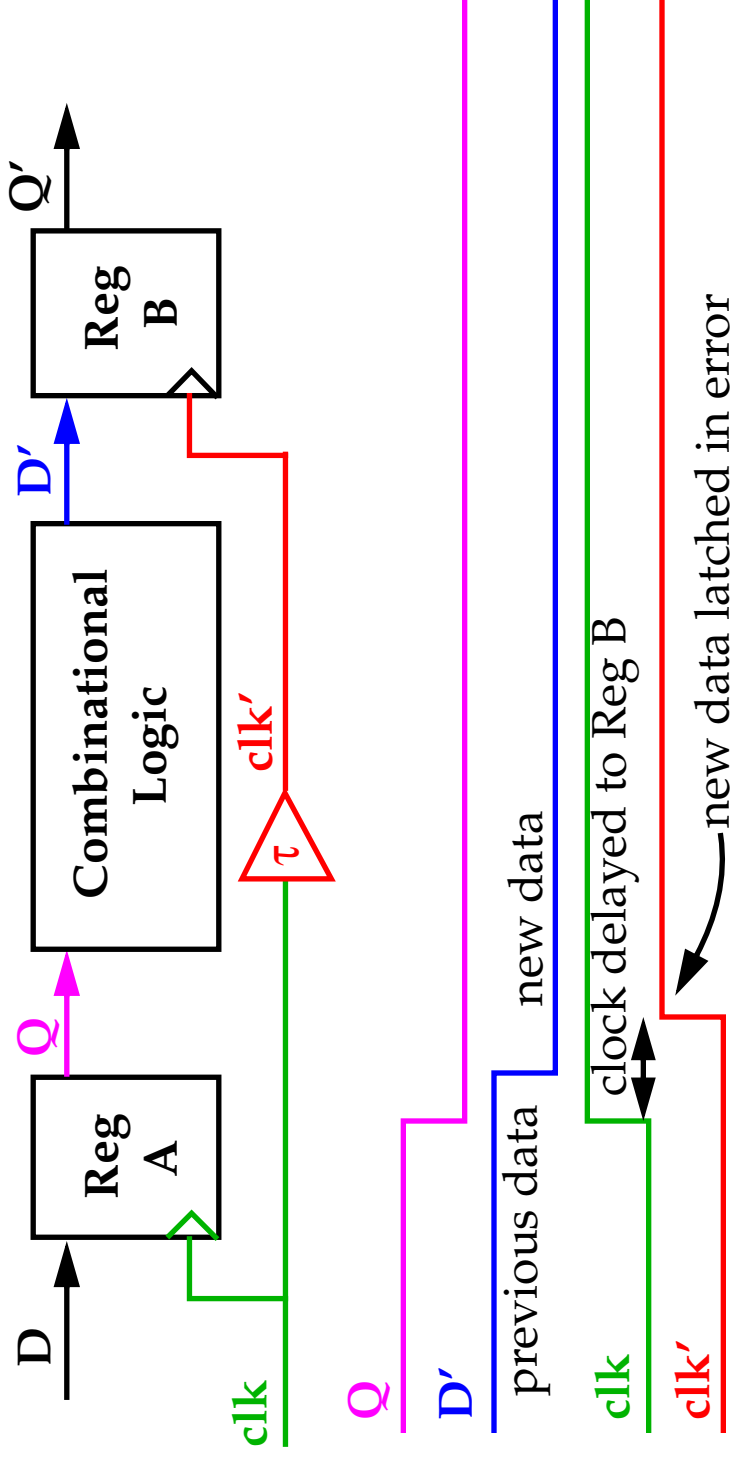 D
Reg
A
Q
Combinational
Logic
D′
Reg
B
Q′
clk
τ
clk′
Q
D′
previous data
new data
clk
clock delayed to Reg B
clk′
new data latched in error